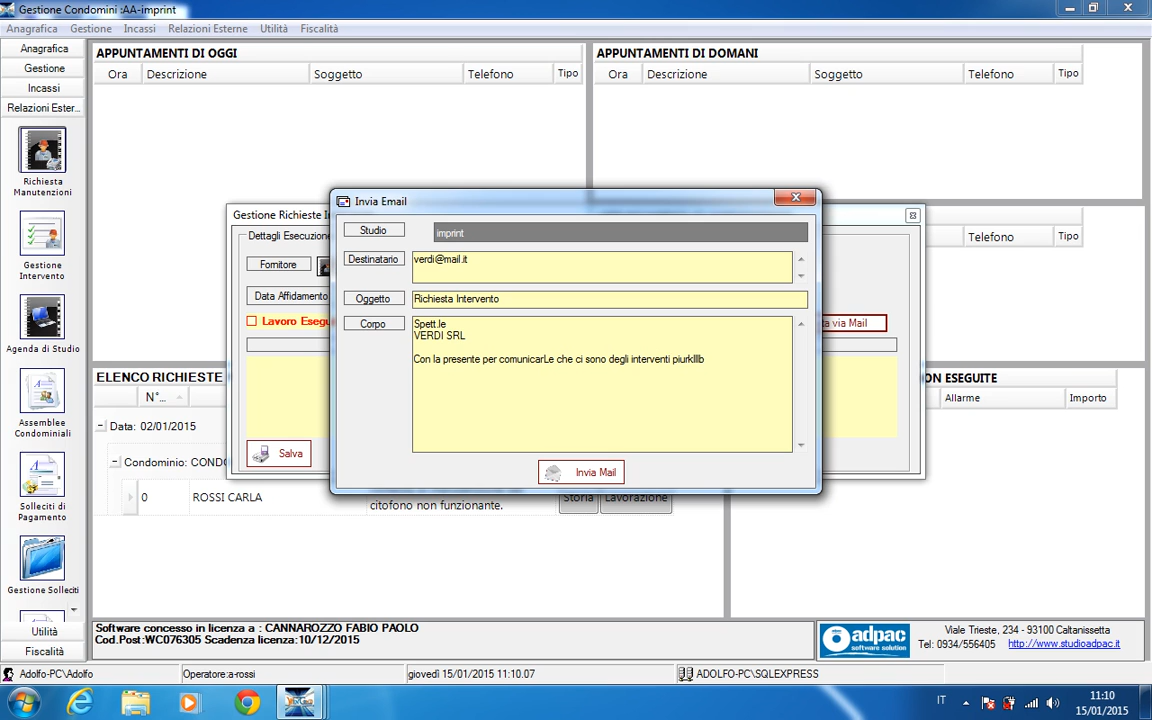 Gestione Condomini :AA-imprint
Anagrafica Gestione Incassi Relazioni Esterne Utilità Fiscalità
Anagrafica
Gestione
Incassi
Relazioni Ester...
Richiesta
Manutenzioni
Gestione
Intervento
Agenda di Studio
Assemblee
Condominiali
Solleciti di
Pagamento
Gestione Solleciti
Utilità
Fiscalità
APPUNTAMENTI DI OGGI
Ora Descrizione Soggetto Telefono Tipo
APPUNTAMENTI DI DOMANI
Ora Descrizione Soggetto Telefono Tipo
Telefono Tipo
Gestione Richieste
Dettagli Esecuzione
Fornitore
Data Affidamento
Lavoro Esegu
via Mail
Salva
Invia Email
Studio imprint
Destinatario verdi@mail.it
Oggetto Richiesta Intervento
Corpo Spett.le
VERDI SRL
Con la presente per comunicarLe che ci sono degli interventi piurklllb
Invia Mail
ELENCO RICHIESTE
N°...
Data: 02/01/2015
Condominio: COND
0 ROSSI CARLA
citofono non funzionante.
Storia Lavorazione
ON ESEGUITE
Allarme Importo
Software concesso in licenza a : CANNAROZZO FABIO PAOLO
Cod.Post:WC076305 Scadenza licenza:10/12/2015
adpac
software solution
Viale Trieste, 234 - 93100 Caltanissetta
Tel: 0934/556405 http://www.studioadpac.it
Adolfo-PC\Adolfo Operatore:a-rossi giovedì 15/01/2015 11.10.07 ADOLFO-PC\SQLEXPRESS
IT
11:10
15/01/2015